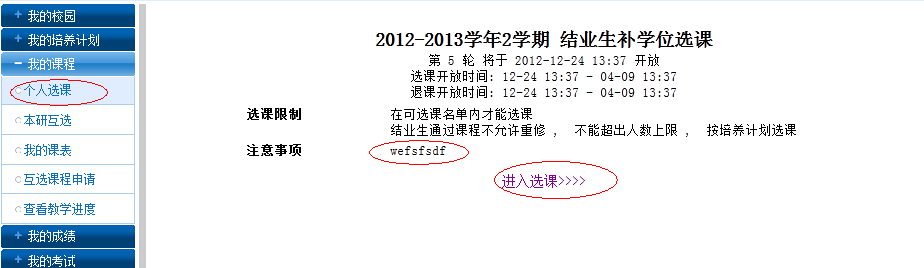 + 我的校园
+ 我的培养计划
- 我的课程
个人选课
本研互选
我的课表
互选课程申请
查看教学进度
+ 我的成绩
+ 我的考试
2012-2013学年2学期 结业生补学位选课
第 5 轮 将于 2012-12-24 13:37 开放
选课开放时间: 12-24 13:37 - 04-09 13:37
退课开放时间: 12-24 13:37 - 04-09 13:37
选课限制 在可选课名单内才能选课
结业生通过课程不允许重修 , 不能超出人数上限 , 按培养计划选课
注意事项 wefsfsdf
进入选课>>>>